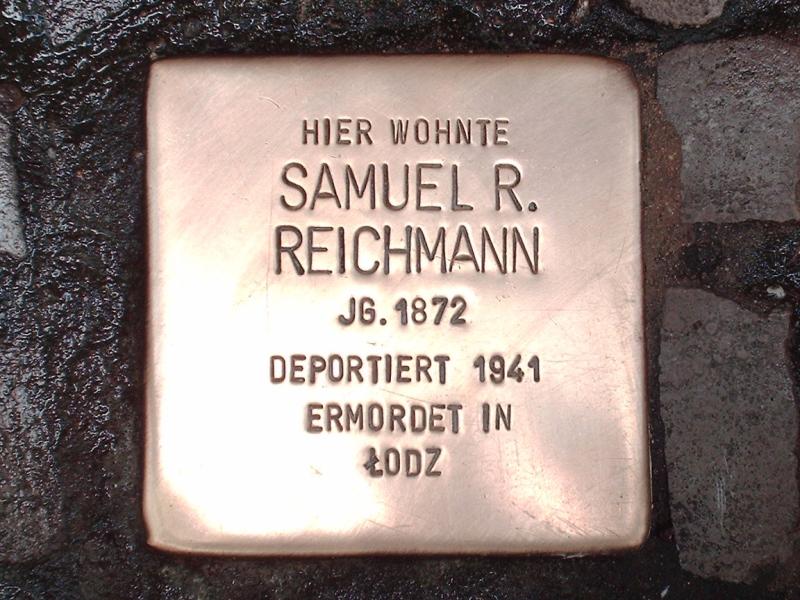 HIER WOHNTE
SAMUEL R.
REICHMANN
JG. 1872
DEPORTIERT 1941
ERMORDET IN
ŁODZ